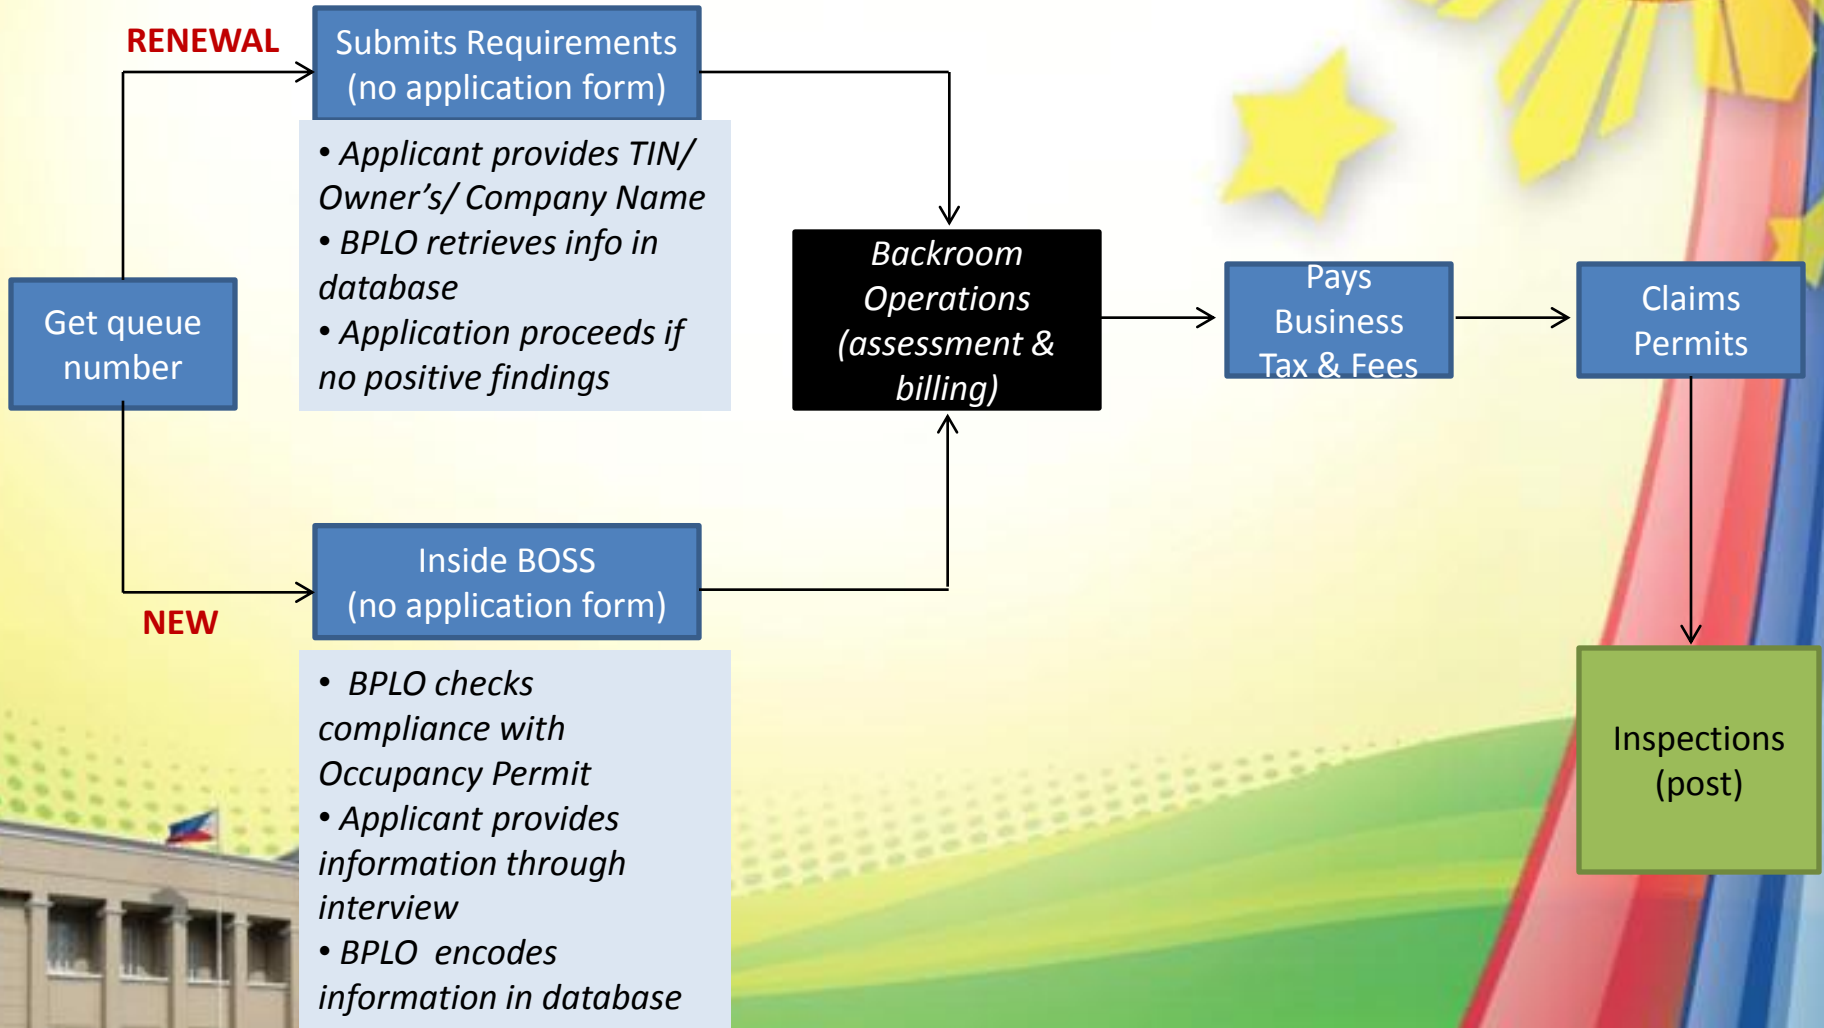 RENEWAL
Submits Requirements
(no application form)
• Applicant provides TIN/
Owner's/ Company Name
• BPLO retrieves info in
database
• Application proceeds if
no positive findings
Get queue
number
Backroom
Operations
(assessment &
billing)
Pays
Business
Tax & Fees
Claims
Permits
Inside BOSS
(no application form)
NEW
• BPLO checks
compliance with
Occupancy Permit
• Applicant provides
information through
interview
• BPLO encodes
information in database
Inspections
(post)